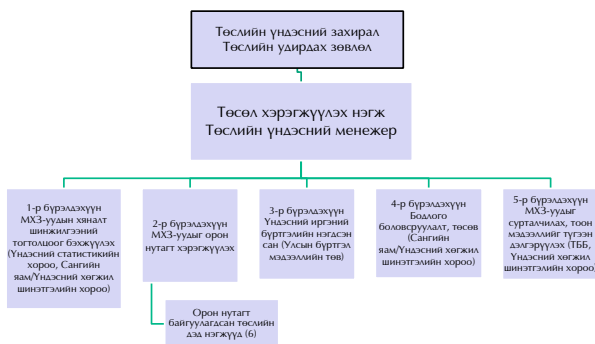 Төслийн үндэсний захирал
Төслийн удирдах зөвлөл
Төсөл хэрэгжүүлэх нэгж
Төслийн үндэсний менежер
1-р бүрэлдэхүүн
МХЗ-уудын хяналт
шинжилгээний
тогтолцоог бэхжүүлэх
(Үндэсний статистикийн
хороо, Сангийн
яам/Үндэсний хөгжил
шинэтгэлийн хороо)
2-р бүрэлдэхүүн
МХЗ-уудыг орон
нутагт хэрэгжүүлэх
3-р бүрэлдэхүүн
Үндэсний иргэний
бүртгэлийн нэгдсэн
сан (Улсын бүртгэл
мэдээллийн төв)
4-р бүрэлдэхүүн
Бодлого
боловсруулалт, төсөв
(Сангийн
яам/Үндэсний хөгжил
шинэтгэлийн хороо)
5-р бүрэлдэхүүн
МХЗ-уудыг
сурталчилах, тоон
мэдээллийг түгээн
дэлгэрүүлэх (ТББ,
Үндэсний хөгжил
шинэтгэлийн хороо)
Орон нутагт
байгуулагдсан төслийн
дэд нэгжүүд (6)